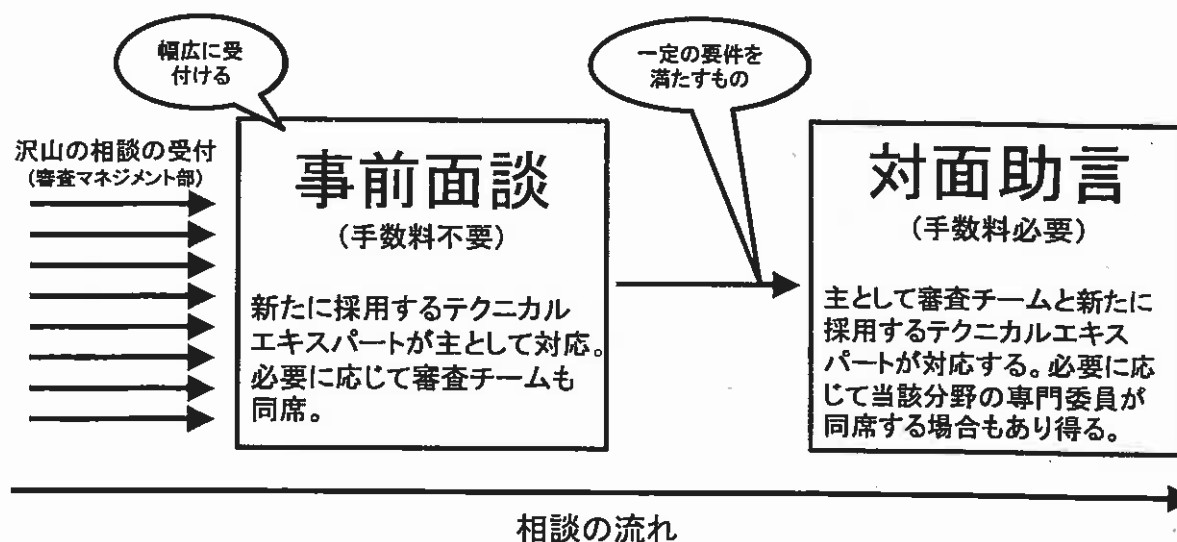 幅広に受
付ける
一定の要件を
満たすもの
沢山の相談の受付
(審査マネジメント部)
事前面談
(手数料不要)
新たに採用するテクニカル
エキスパートが主として対応。
必要に応じて審査チームも
同席。
対面助言
(手数料必要)
主として審査チームと新たに
採用するテクニカルエキス
パートが対応する。必要に応
じて当該分野の専門委員が
同席する場合もあり得る。
相談の流れ